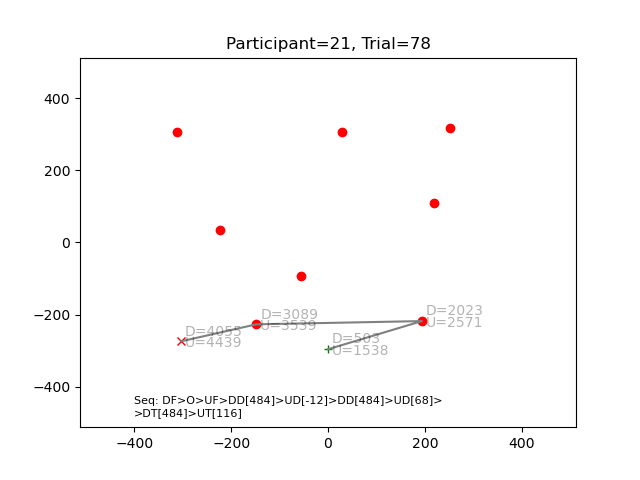 Participant=21, Trial=78
400
200
0
−200
−400
D=2023
U=2571
D=3089
U=3539
D=4055
U=4439
D=503
U=1538
Seq: DF>O>UF>DD[484]>UD[-12]>DD[484]>UD[68]>
>DT[484]>UT[116]
−400 −200 0 200 400